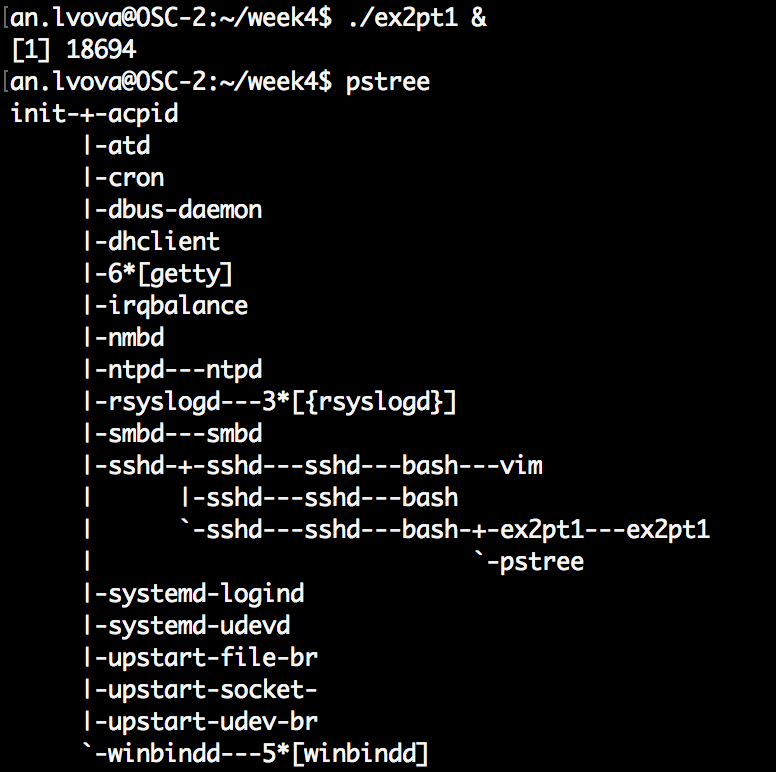 [an.lvova@OSC-2:~/week4$ ./ex2pt1 &
[1] 18694
[an.lvova@OSC-2:~/week4$ pstree
init-+-acpid
     |-atd
     |-cron
     |-dbus-daemon
     |-dhclient
     |-6*[getty]
     |-irqbalance
     |-nmbd
     |-ntpd---ntpd
     |-rsyslogd---3*[{rsyslogd}]
     |-smbd---smbd
     |-sshd-+-sshd---sshd---bash---vim
     |      |-sshd---sshd---bash
     |      `-sshd---sshd---bash-+-ex2pt1---ex2pt1
     |                           `-pstree
     |-systemd-logind
     |-systemd-udevd
     |-upstart-file-br
     |-upstart-socket-
     |-upstart-udev-br
     `-winbindd---5*[winbindd]